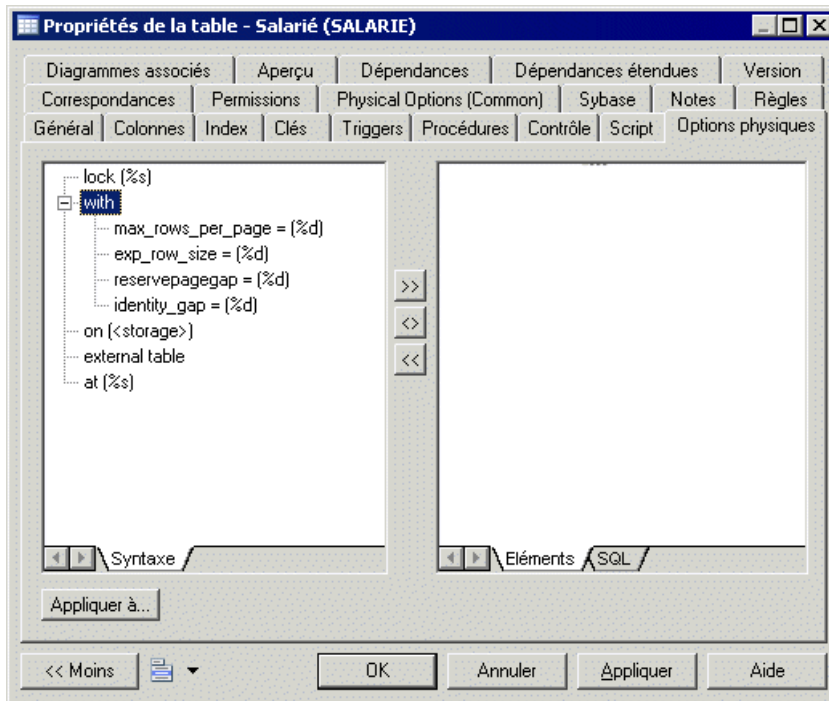 Propriétés de la table - Salarié (SALARIE)
Diagrammes associés Aperçu Dépendances Dépendances étendues Version
Correspondances Permissions Physical Options (Common) Sybase Notes Règles
Général Colonnes Index Clés Triggers Procédures Contrôle Script Options physiques
lock (%s)
with
max_rows_per_page = (%d)
exp_row_size = (%d)
reservepagegap = (%d)
identity_gap = (%d)
on (<storage>)
external table
at (%s)
>>
<>
<<
Syntaxe
Eléments SQL
Appliquer à...
<< Moins OK Annuler Appliquer Aide